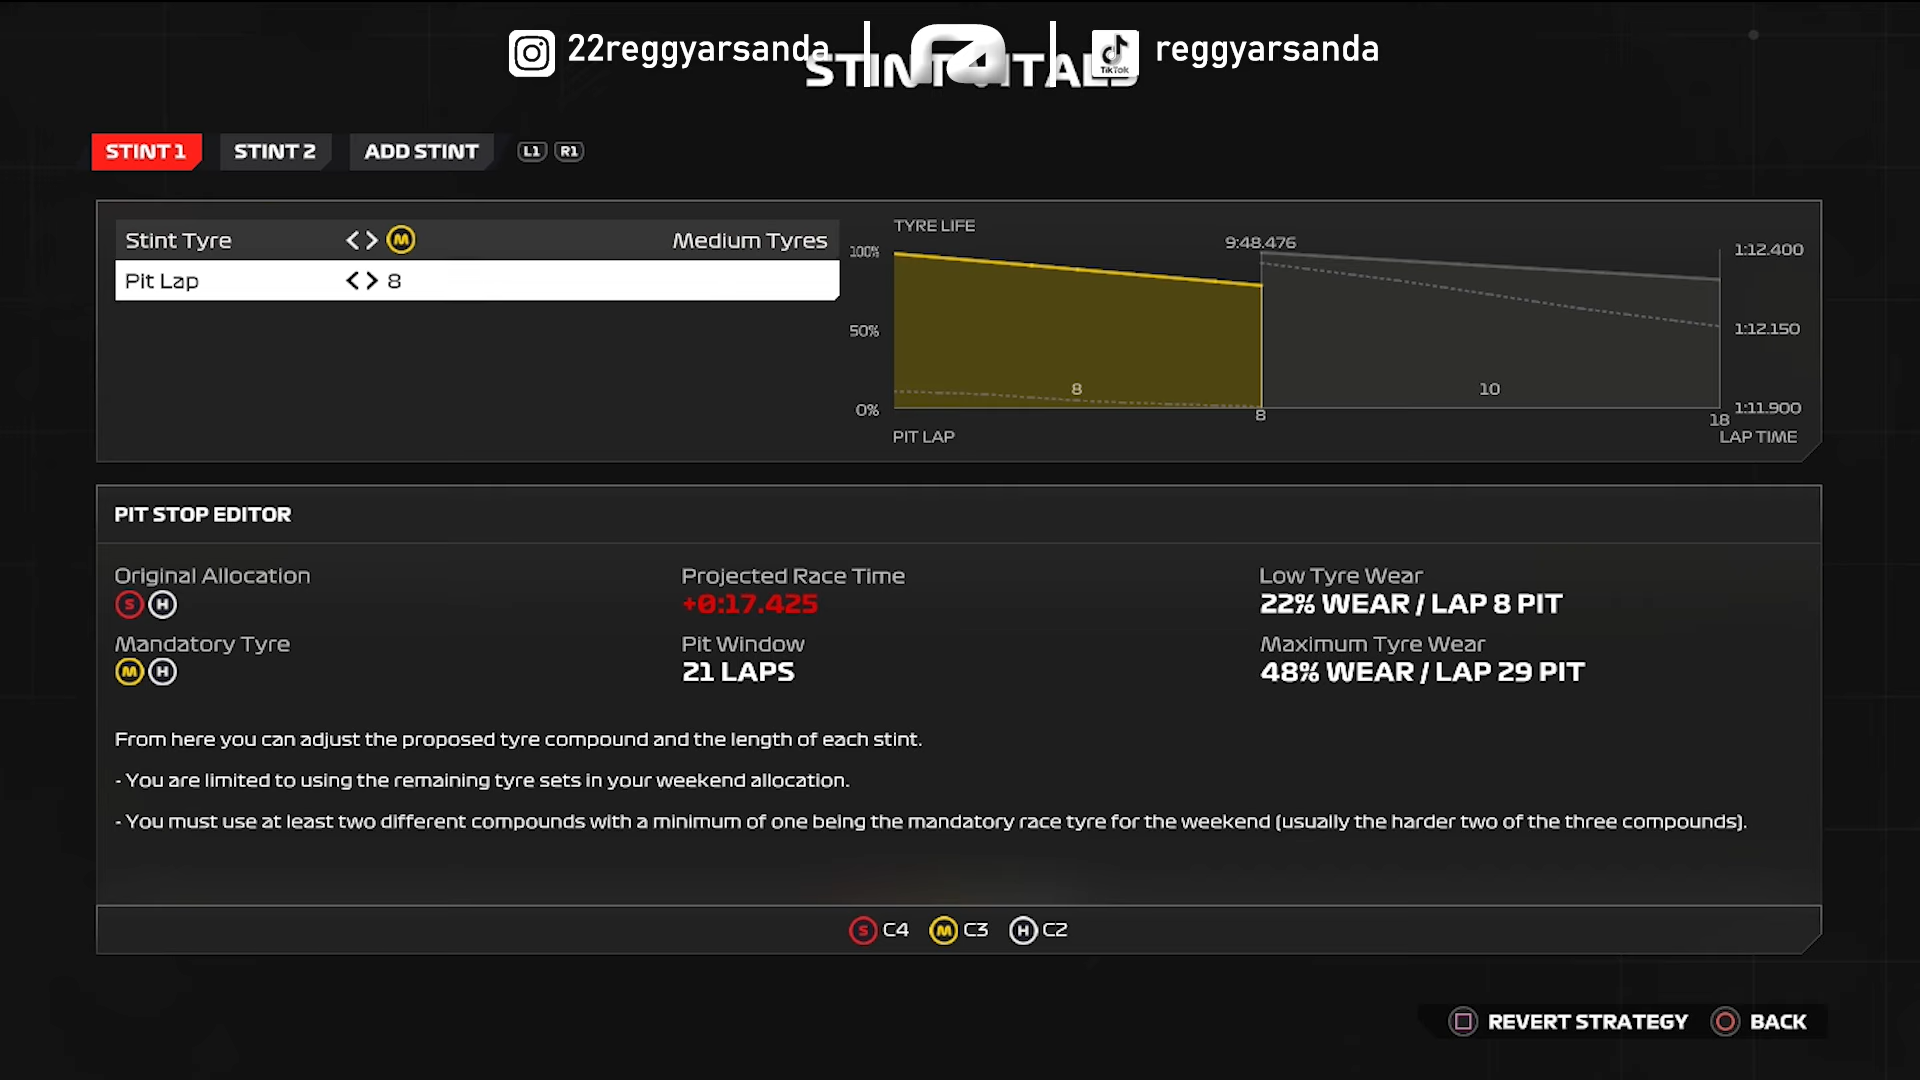 22reggyarsanda
TikTok
reggyarsanda
STINT 1
STINT 2
ADD STINT
L1
R1
Stint Tyre
M
Medium Tyres
Pit Lap
8
TYRE LIFE
100%
50%
0%
9:48.476
8
10
8
18
PIT LAP
1:12.400
1:12.150
1:11.900
LAP TIME
PIT STOP EDITOR
Original Allocation
S H
Mandatory Tyre
M H
Projected Race Time
+0:17.425
Pit Window
21 LAPS
Low Tyre Wear
22% WEAR / LAP 8 PIT
Maximum Tyre Wear
48% WEAR / LAP 29 PIT
From here you can adjust the proposed tyre compound and the length of each stint.
- You are limited to using the remaining tyre sets in your weekend allocation.
- You must use at least two different compounds with a minimum of one being the mandatory race tyre for the weekend (usually the harder two of the three compounds).
S C4 M C3 H C2
REVERT STRATEGY
BACK